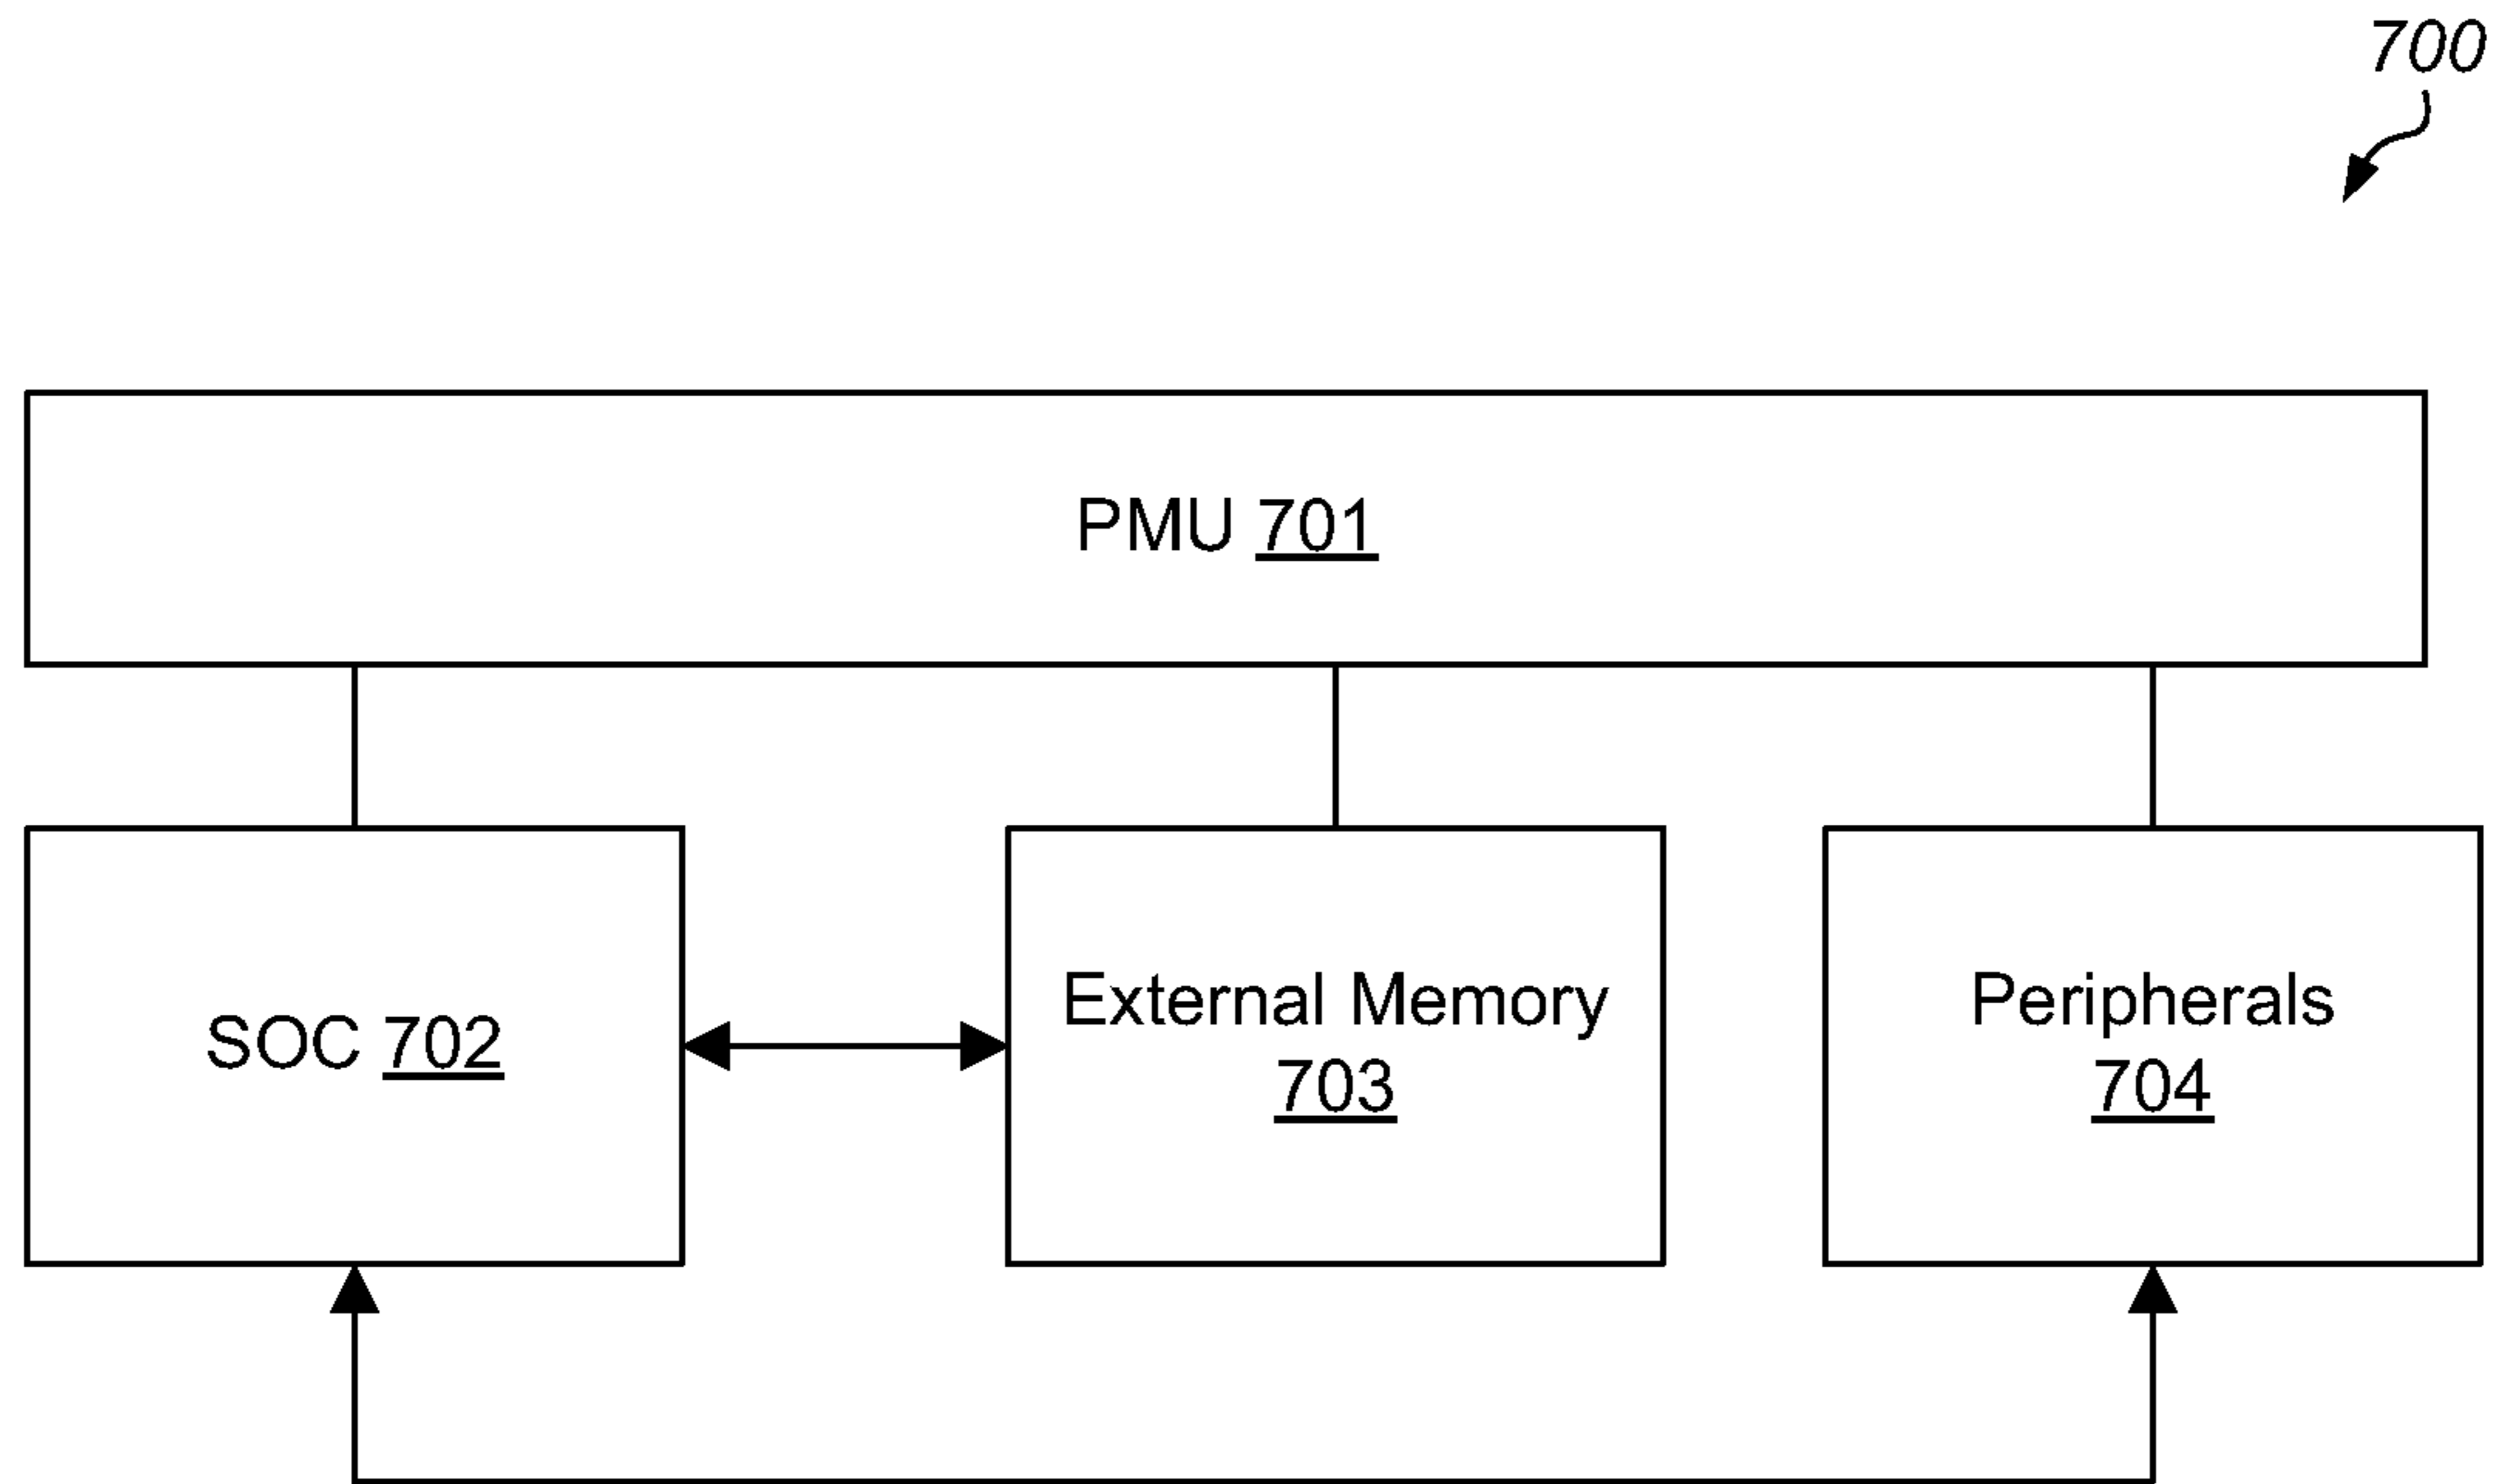 700
PMU 701
SOC 702
External Memory
703
Peripherals
704